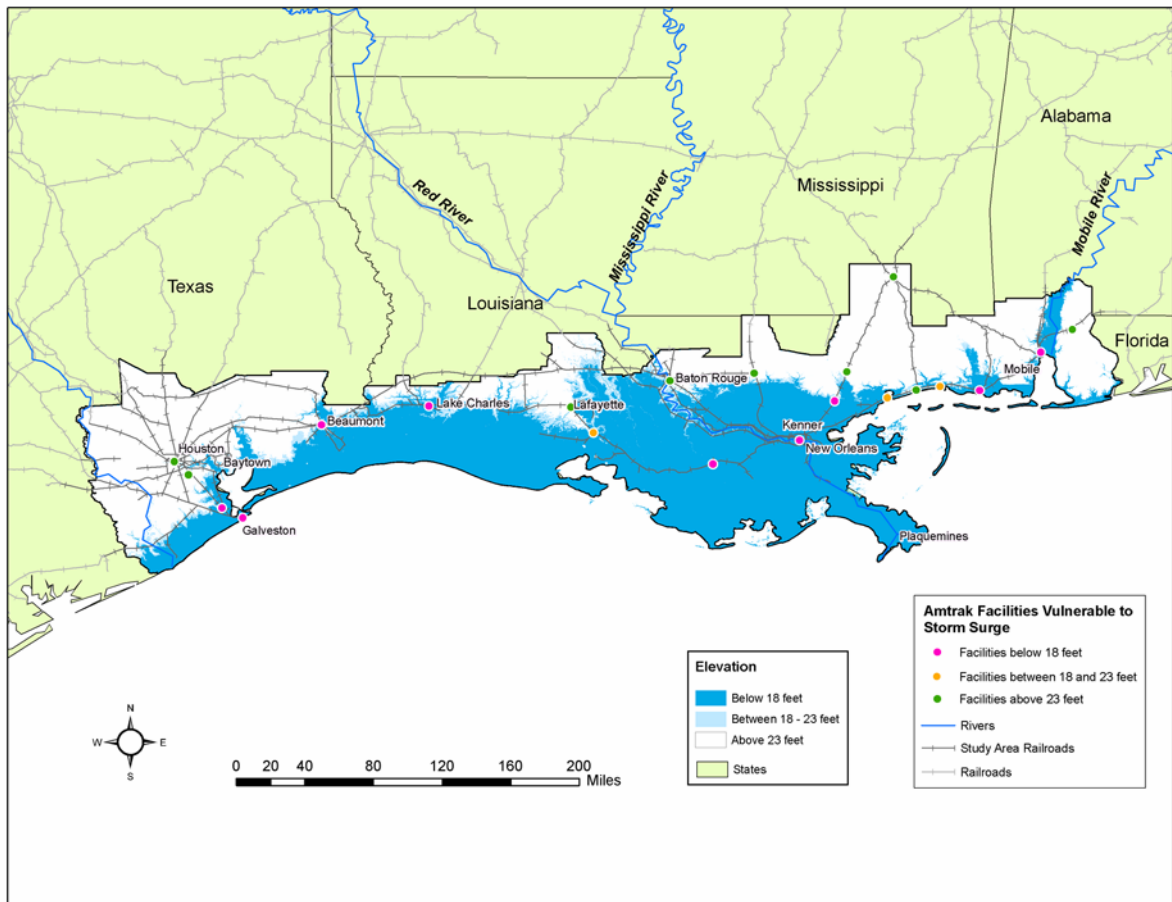 Alabama
Mississippi
Mobile River
Red River
Mississippi River
Texas
Louisiana
Florida
Mobile
Baton Rouge
Lake Charles
Lafayette
Beaumont
Kenner
Houston
New Orleans
Baytown
Galveston
Plaquemines
Amtrak Facilities Vulnerable to
Storm Surge
Facilities below 18 feet
Facilities between 18 and 23 feet
Facilities above 23 feet
Rivers
Study Area Railroads
Railroads
Elevation
Below 18 feet
Between 18 - 23 feet
Above 23 feet
States
N
W E
S
0 20 40 80 120 160 200
Miles